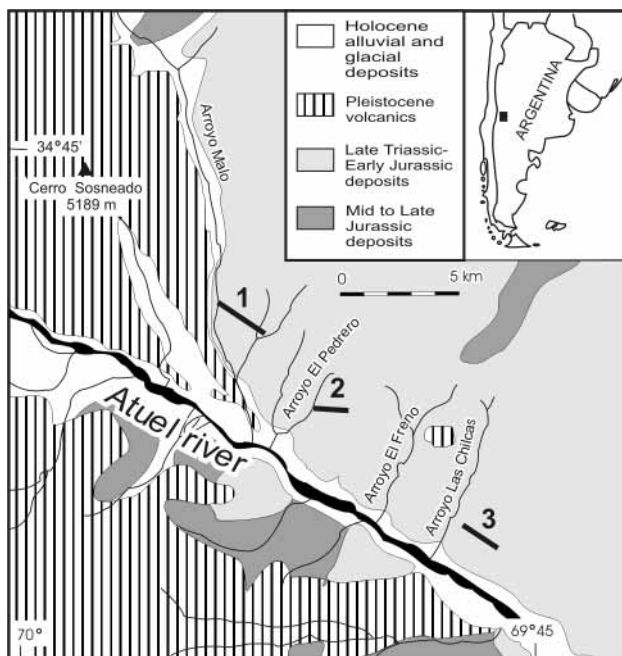 Holocene
alluvial and
glacial
deposits
Pleistocene
volcanics
Late Triassic-
Early Jurassic
deposits
Mid to Late
Jurassic
deposits
ARGENTINA
34°45'
Cerro Sosneado
5189 m
Arroyo Malo
0 5 km
1
Arroyo El Pedrero
2
Atuel river
Arroyo El Freno
Arroyo Las Chilcas
3
70°
69°45